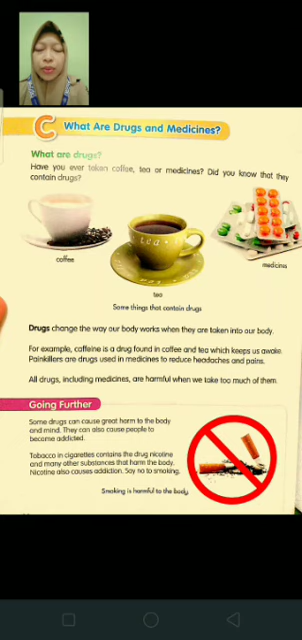 C What Are Drugs and Medicines?
What are drugs?
Have you ever taken coffee, tea or medicines? Did you know that they
contain drugs?
coffee
tea
medicines
Some things that contain drugs
Drugs change the way our body works when they are taken into our body.
For example, caffeine is a drug found in coffee and tea which keeps us awake.
Painkillers are drugs used in medicines to reduce headaches and pains.
All drugs, including medicines, are harmful when we take too much of them.
Going Further
Some drugs can cause great harm to the body
and mind. They can also cause people to
become addicted.
Tobacco in cigarettes contains the drug nicotine
and many other substances that harm the body.
Nicotine also causes addiction. Say no to smoking.
Smoking is harmful to the body